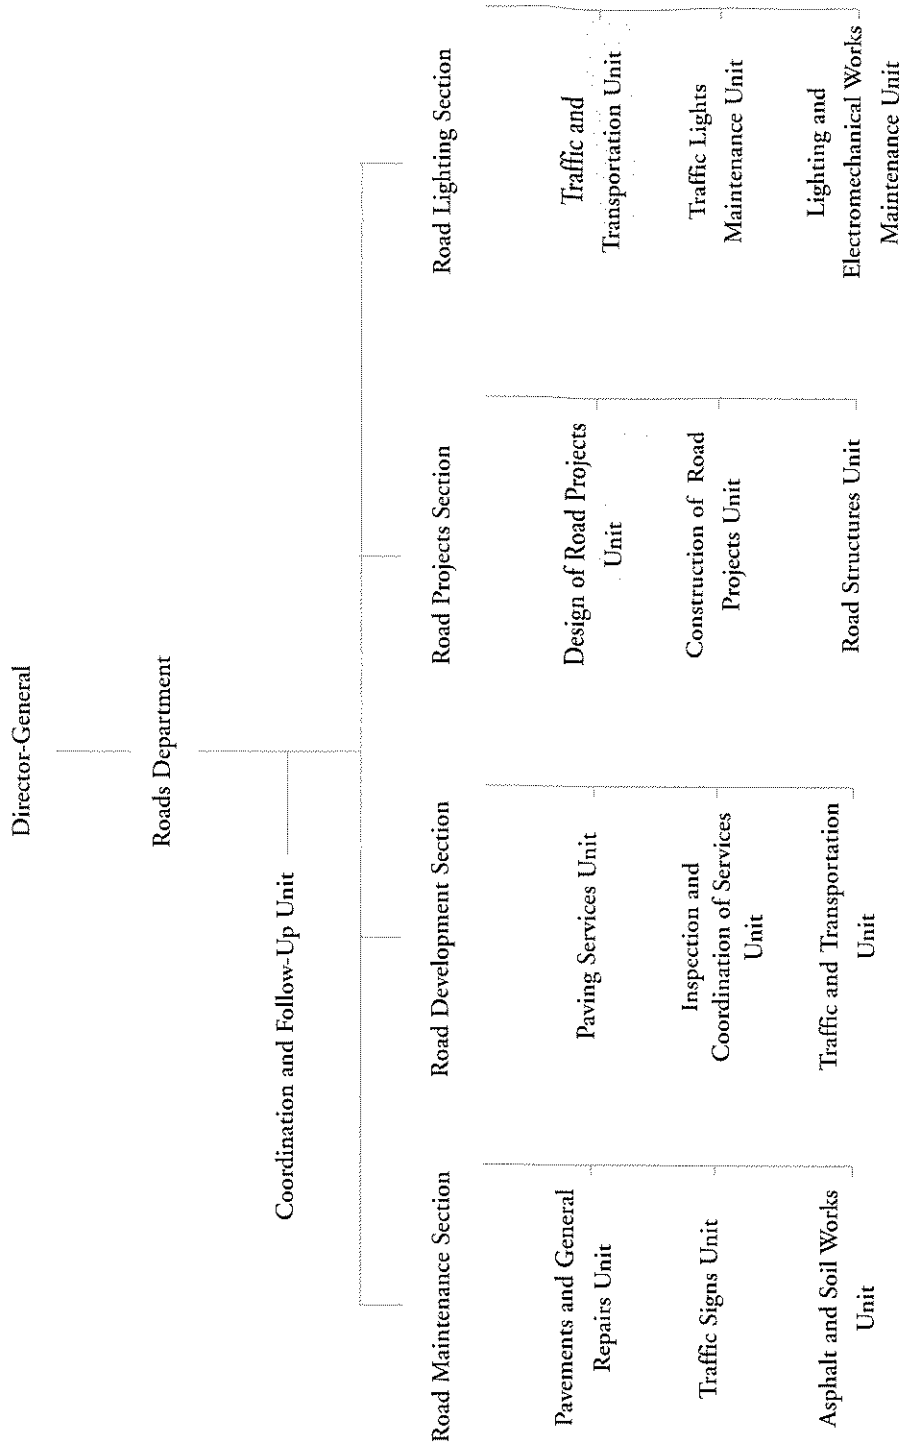 Director-General
Roads Department
Coordination and Follow-Up Unit
Road Maintenance Section
Pavements and General
Repairs Unit
Traffic Signs Unit
Asphalt and Soil Works
Unit
Road Development Section
Paving Services Unit
Inspection and
Coordination of Services
Unit
Traffic and Transportation
Unit
Road Projects Section
Design of Road Projects
Unit
Construction of Road
Projects Unit
Road Structures Unit
Road Lighting Section
Traffic and
Transportation Unit
Traffic Lights
Maintenance Unit
Lighting and
Electromechanical Works
Maintenance Unit